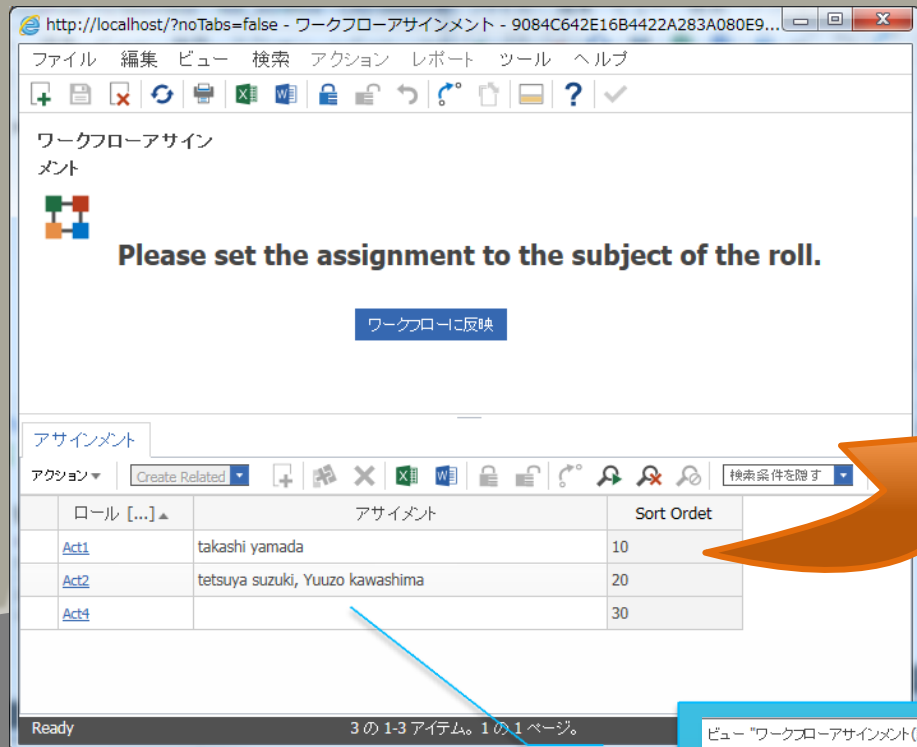 http://localhost/?noTabs=false - ワークフローアサインメント - 9084C642E16B4422A283A080E9...
ファイル 編集 ビュー 検索 アクション レポート ツール ヘルプ
ワークフローアサイン
メント
Please set the assignment to the subject of the roll.
ワークフローに反映
アサインメント
アクション▼ Create Related 検索条件を隠す
ロール [...]▲ アサイメント Sort Ordet
Act1 takashi yamada 10
Act2 tetsuya suzuki, Yuuzo kawashima 20
Act4 30
Ready 3 の 1-3 アイテム。1 の 1 ページ。
ビュー "ワークフローアサインメント(